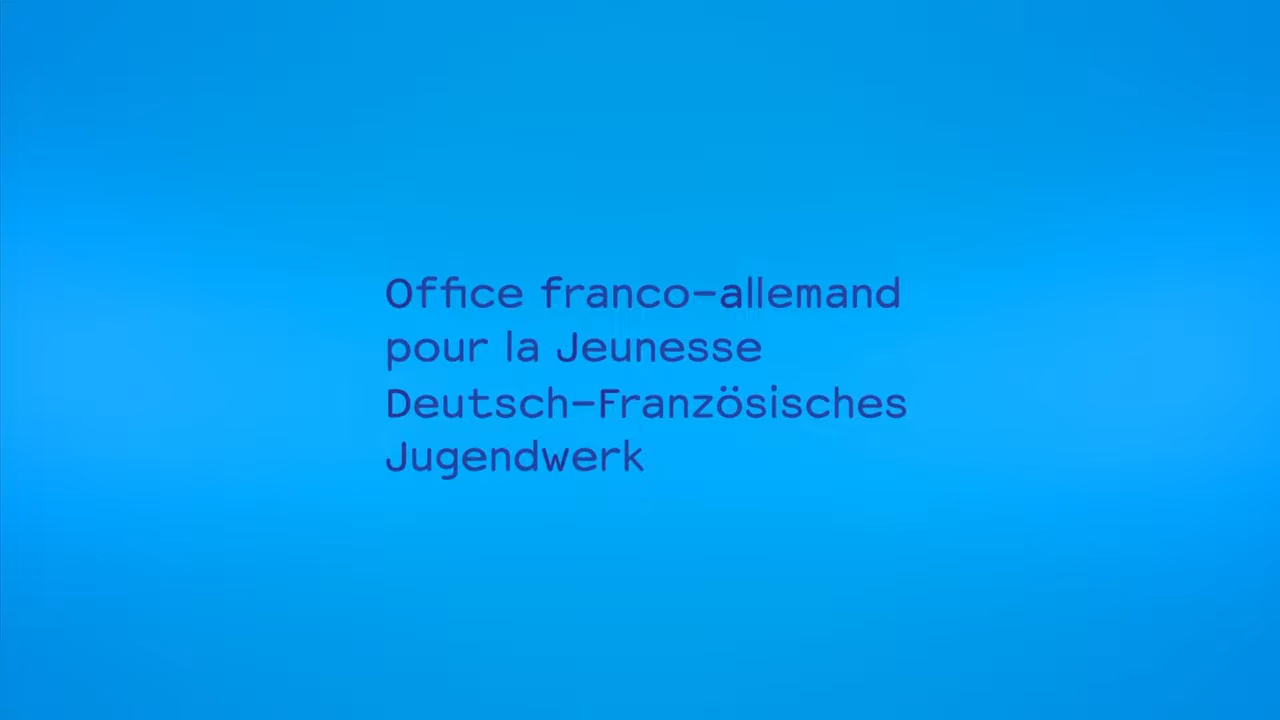 Office franco-allemand
pour la Jeunesse
Deutsch-Französisches
Jugendwerk